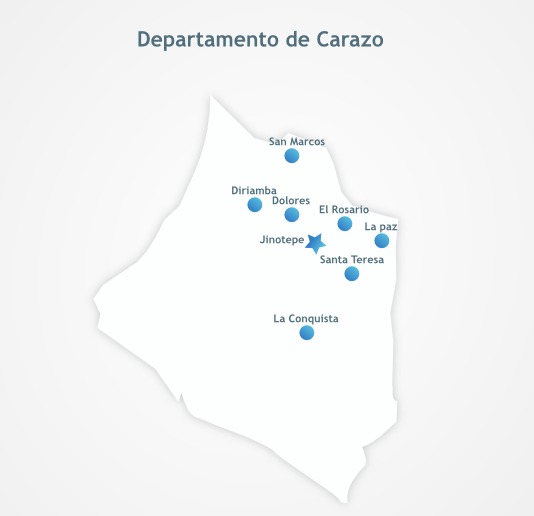 Departamento de Carazo
San Marcos
Diriamba
Dolores
El Rosario
La paz
Jinotepe
Santa Teresa
La Conquista